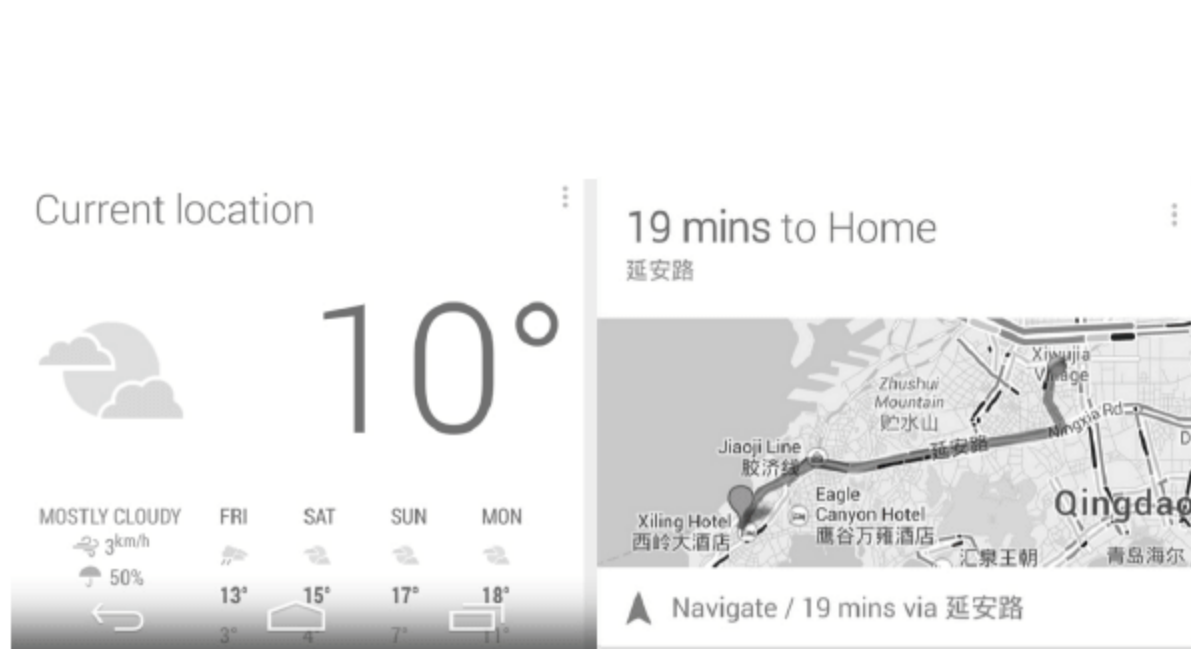 Current location
10°
MOSTLY CLOUDY
3km/h
50%
FRI SAT SUN MON
13° 15° 17° 18°
3° 4° 7° 11°
19 mins to Home
延安路
Xiwujia
Village
Zhushui
Mountain
贮水山
Ningxia Rd
延安路
Jiaoji Line
胶济线
Eagle
Canyon Hotel
鹰谷万雍酒店
Xiling Hotel
西岭大酒店
Qingdao
汇泉王朝
青岛海尔
Navigate / 19 mins via 延安路